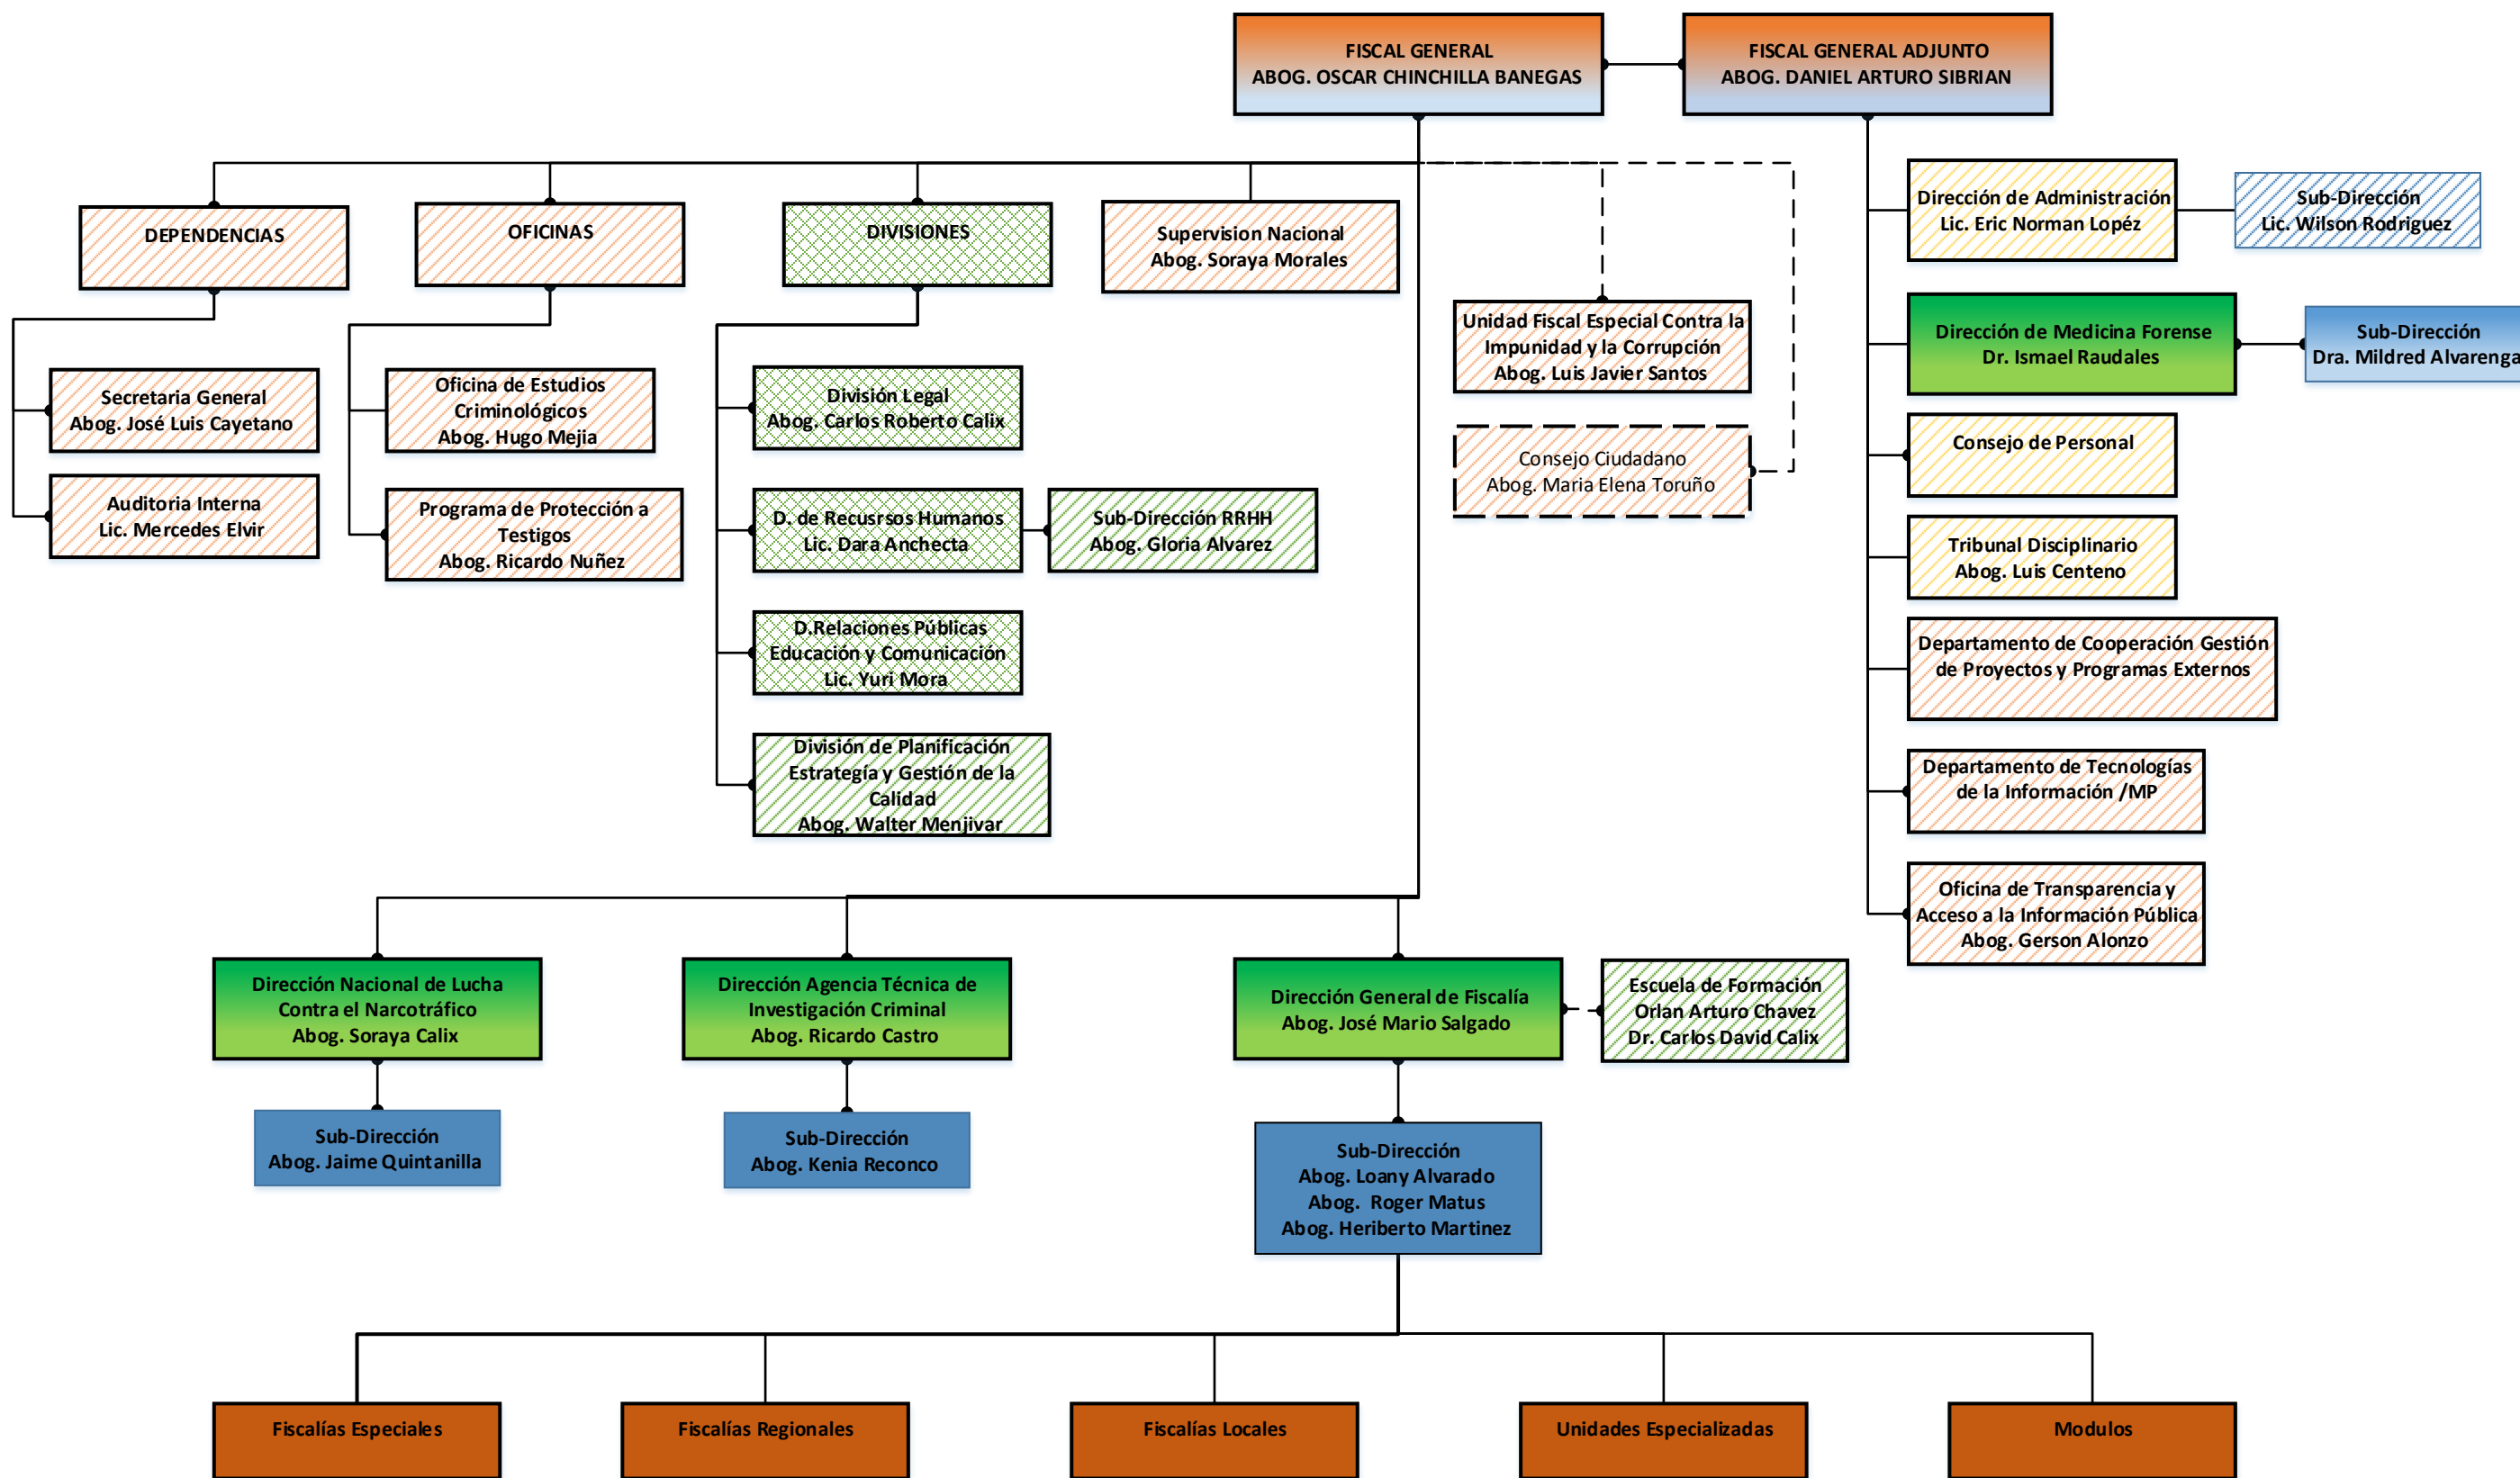 FISCAL GENERAL
ABOG. OSCAR CHINCHILLA BANEGAS
FISCAL GENERAL ADJUNTO
ABOG. DANIEL ARTURO SIBRIAN
DEPENDENCIAS
OFICINAS
DIVISIONES
Supervision Nacional
Abog. Soraya Morales
Dirección de Administración
Lic. Eric Norman Lopéz
Sub-Dirección
Lic. Wilson Rodriguez
Unidad Fiscal Especial Contra la
Impunidad y la Corrupción
Abog. Luis Javier Santos
Dirección de Medicina Forense
Dr. Ismael Raudales
Sub-Dirección
Dra. Mildred Alvarenga
Secretaria General
Abog. José Luis Cayetano
Oficina de Estudios
Criminológicos
Abog. Hugo Mejia
División Legal
Abog. Carlos Roberto Calix
Consejo Ciudadano
Abog. Maria Elena Toruño
Consejo de Personal
Auditoria Interna
Lic. Mercedes Elvir
Programa de Protección a
Testigos
Abog. Ricardo Nuñez
D. de Recusrsos Humanos
Lic. Dara Anchecta
Sub-Dirección RRHH
Abog. Gloria Alvarez
Tribunal Disciplinario
Abog. Luis Centeno
D.Relaciones Públicas
Educación y Comunicación
Lic. Yuri Mora
Departamento de Cooperación Gestión
de Proyectos y Programas Externos
División de Planificación
Estrategía y Gestión de la
Calidad
Abog. Walter Menjivar
Departamento de Tecnologías
de la Información /MP
Oficina de Transparencia y
Acceso a la Información Pública
Abog. Gerson Alonzo
Dirección Nacional de Lucha
Contra el Narcotráfico
Abog. Soraya Calix
Dirección Agencia Técnica de
Investigación Criminal
Abog. Ricardo Castro
Dirección General de Fiscalía
Abog. José Mario Salgado
Escuela de Formación
Orlan Arturo Chavez
Dr. Carlos David Calix
Sub-Dirección
Abog. Jaime Quintanilla
Sub-Dirección
Abog. Kenia Reconco
Sub-Dirección
Abog. Loany Alvarado
Abog. Roger Matus
Abog. Heriberto Martinez
Fiscalías Especiales
Fiscalías Regionales
Fiscalías Locales
Unidades Especializadas
Modulos